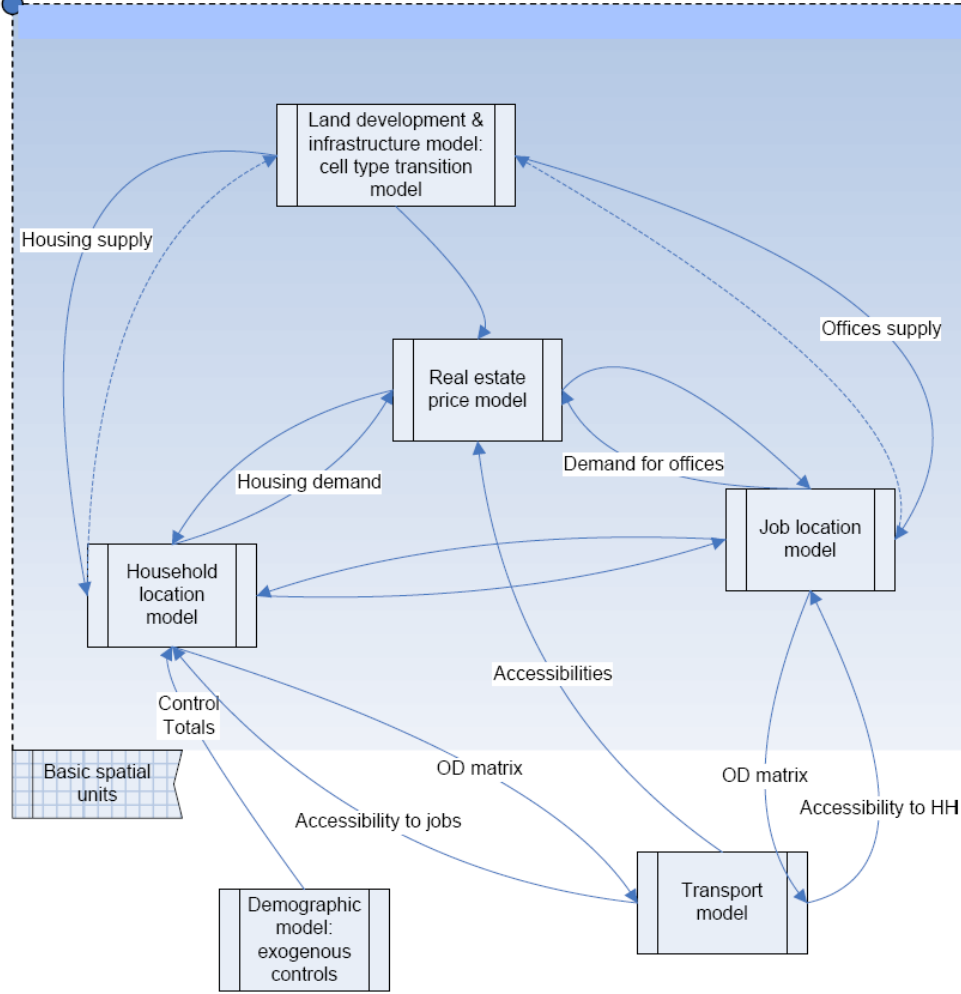 Land development &
infrastructure model:
cell type transition
model
Housing supply
Offices supply
Real estate
price model
Demand for offices
Housing demand
Job location
model
Household
location
model
Accessibilities
Control
Totals
Basic spatial
units
OD matrix
OD matrix
Accessibility to HH
Accessibility to jobs
Transport
model
Demographic
model:
exogenous
controls